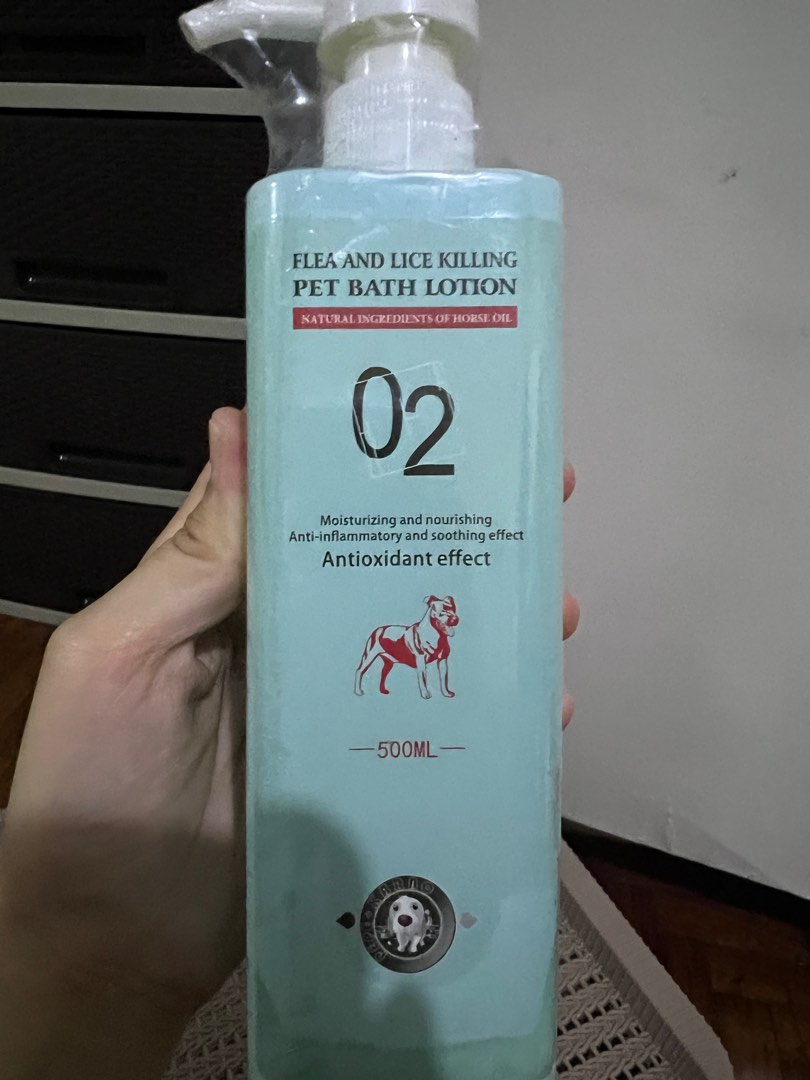 FLEA AND LICE KILLING
PET BATH LOTION
NATURAL INGREDIENTS OF HORSE OIL
02
Moisturizing and nourishing
Anti-inflammatory and soothing effect
Antioxidant effect
500ML